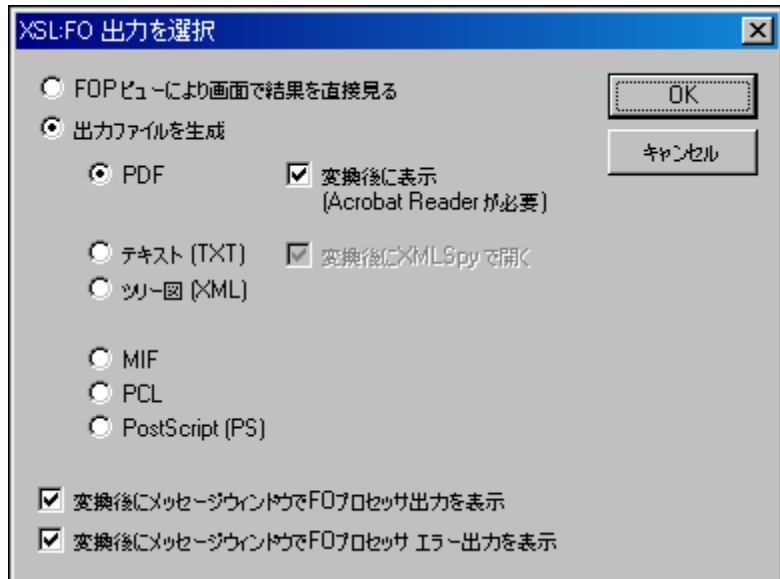 XSL:FO 出力を選択
FOPビューにより画面で結果を直接見る
OK
出力ファイルを生成
キャンセル
PDF
変換後に表示
(Acrobat Reader が必要)
テキスト (TXT)
変換後にXMLSpy で開く
ツリー図 (XML)
MIF
PCL
PostScript (PS)
変換後にメッセージウィンドウでFOプロセッサ出力を表示
変換後にメッセージウィンドウでFOプロセッサ エラー出力を表示